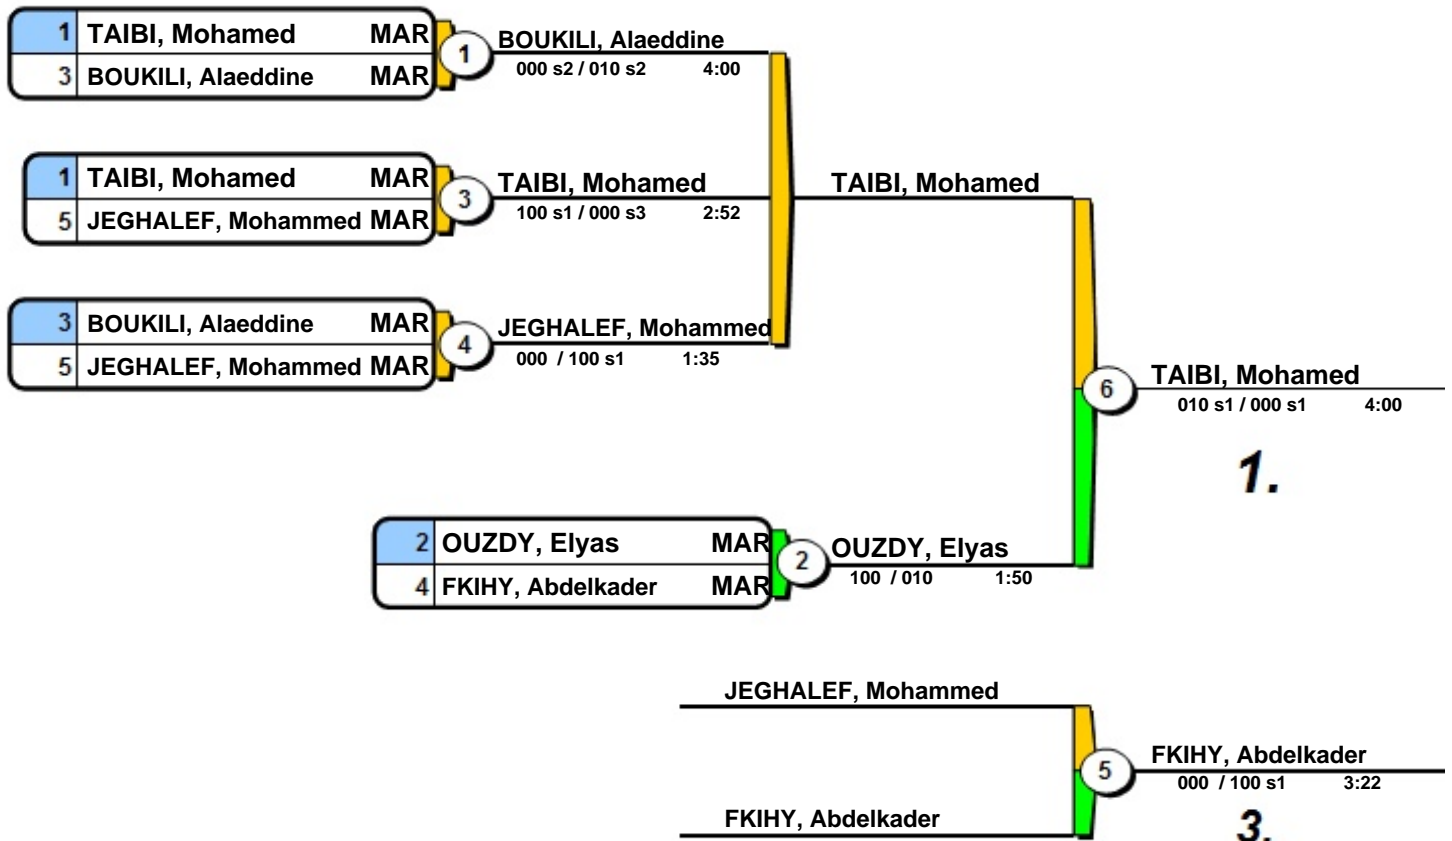 1 TAIBI, Mohamed MAR
3 BOUKILI, Alaeddine MAR
1
BOUKILI, Alaeddine
000 s2 / 010 s2 4:00
1 TAIBI, Mohamed MAR
5 JEGHALEF, Mohammed MAR
3
TAIBI, Mohamed
100 s1 / 000 s3 2:52
TAIBI, Mohamed
3 BOUKILI, Alaeddine MAR
5 JEGHALEF, Mohammed MAR
4
JEGHALEF, Mohammed
000 / 100 s1 1:35
6
TAIBI, Mohamed
010 s1 / 000 s1 4:00
1.
2 OUZDY, Elyas MAR
4 FKIHY, Abdelkader MAR
2
OUZDY, Elyas
100 / 010 1:50
JEGHALEF, Mohammed
5
FKIHY, Abdelkader
000 / 100 s1 3:22
FKIHY, Abdelkader
3.